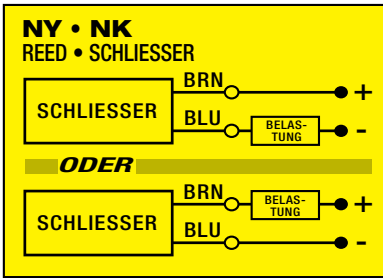 NY • NK
REED • SCHLIESSER
BRN
SCHLIESSER
+
BLU
BELAS-
TUNG
-
ODER
BRN
BELAS-
TUNG
+
SCHLIESSER
BLU
-